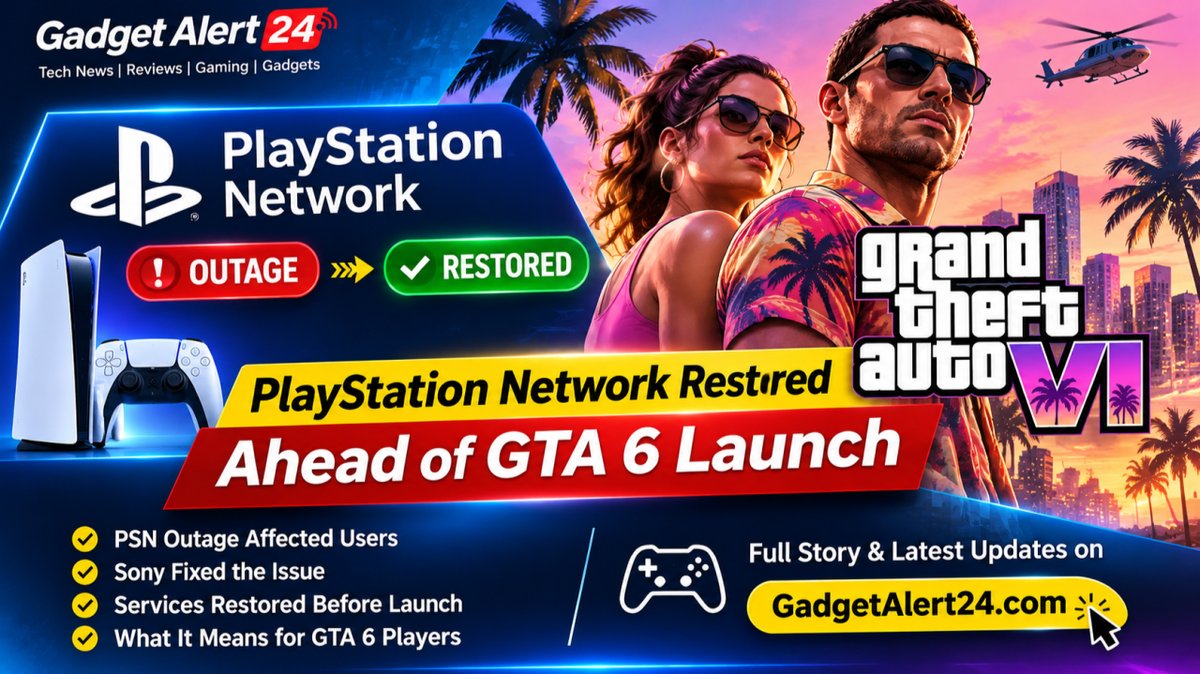 Gadget Alert 24
Tech News | Reviews | Gaming | Gadgets
PlayStation
Network
OUTAGE
RESTORED
grand
theft
auto VI
PlayStation Network Restored
Ahead of GTA 6 Launch
PSN Outage Affected Users
Sony Fixed the Issue
Services Restored Before Launch
What It Means for GTA 6 Players
Full Story & Latest Updates on
GadgetAlert24.com